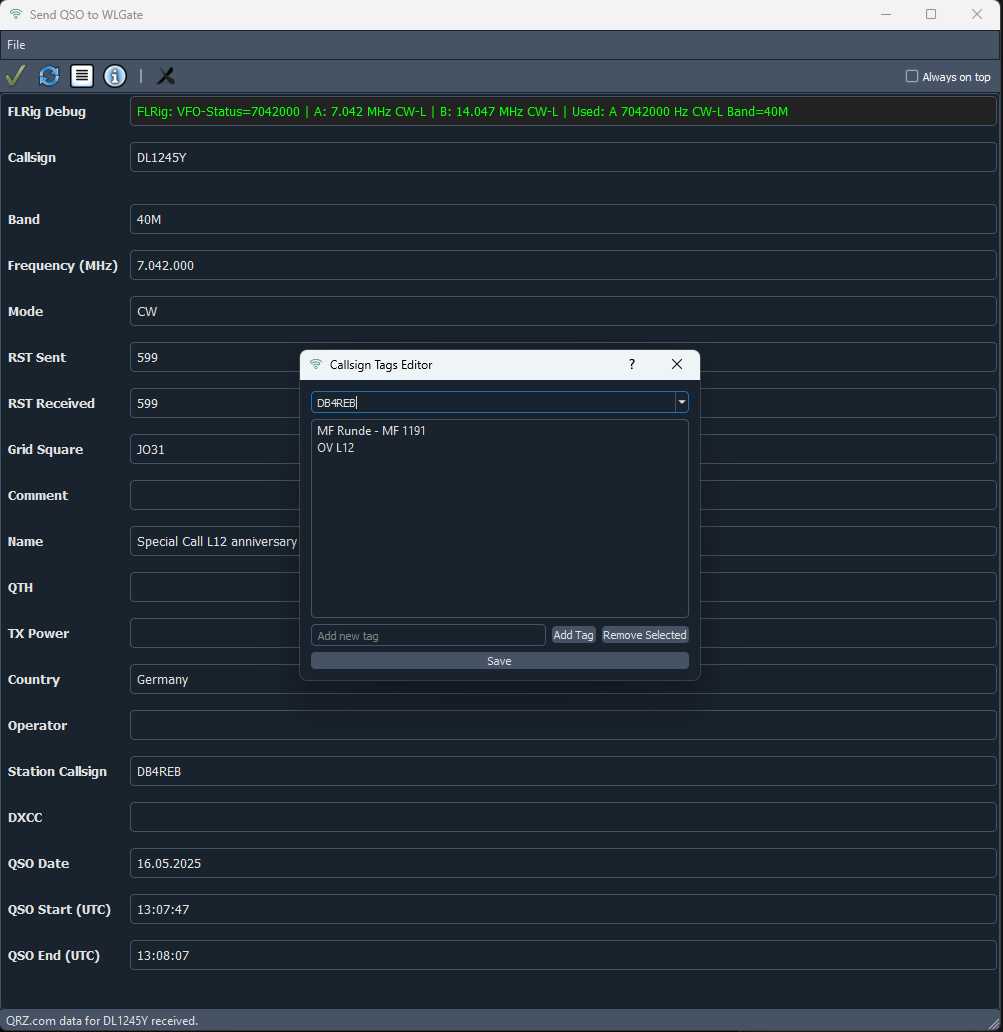 Send QSO to WLGate
File
Always on top
FLRig Debug FLRig: VFO-Status=7042000 | A: 7.042 MHz CW-L | B: 14.047 MHz CW-L | Used: A 7042000 Hz CW-L Band=40M
Callsign DL1245Y
Band 40M
Frequency (MHz) 7.042.000
Mode CW
RST Sent 599
RST Received 599
Grid Square JO31
Comment
Name Special Call L12 anniversary
QTH
TX Power
Country Germany
Operator
Station Callsign DB4REB
DXCC
QSO Date 16.05.2025
QSO Start (UTC) 13:07:47
QSO End (UTC) 13:08:07
QRZ.com data for DL1245Y received.
Callsign Tags Editor ?
DB4REB
MF Runde - MF 1191
OV L12
Add new tag Add Tag Remove Selected
Save